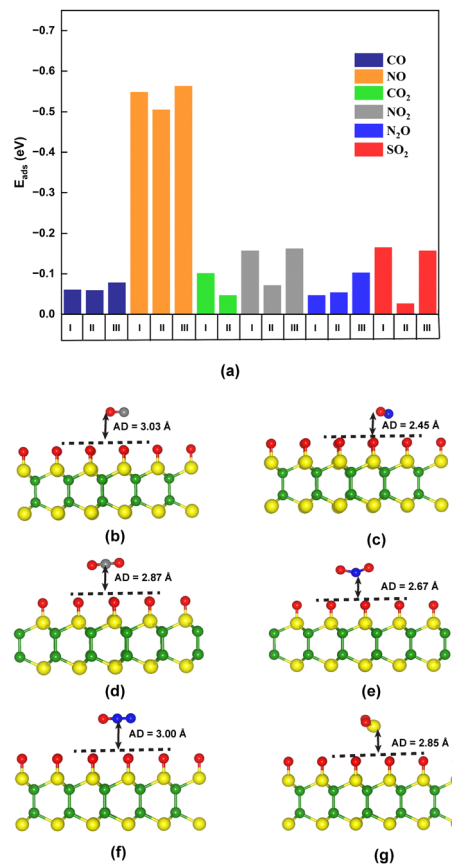 −0.7
−0.6
−0.5
−0.4
−0.3
−0.2
−0.1
0.0
E_ads (eV)
CO
NO
CO₂
NO₂
N₂O
SO₂
I II III I II III I II I II III I II III I II III
(a)
AD = 3.03 Å
(b)
AD = 2.45 Å
(c)
AD = 2.87 Å
(d)
AD = 2.67 Å
(e)
AD = 3.00 Å
(f)
AD = 2.85 Å
(g)